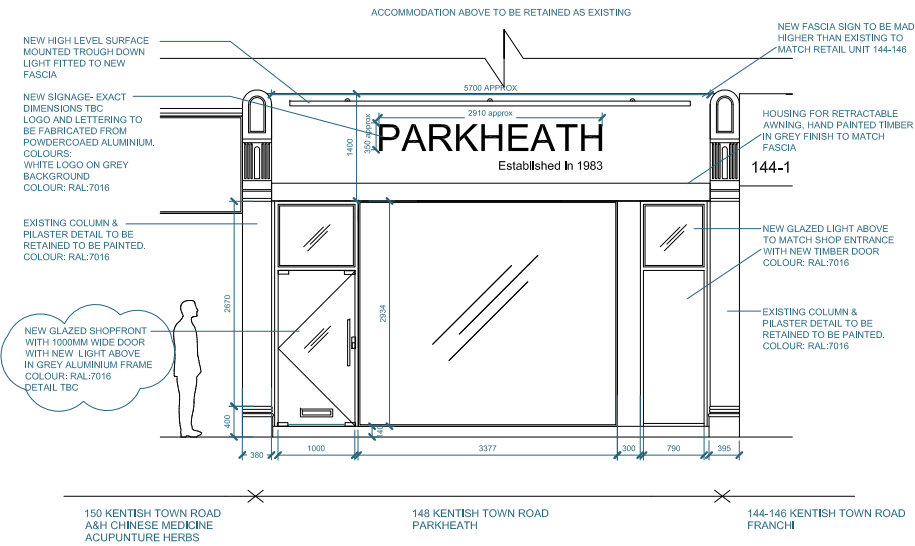 ACCOMMODATION ABOVE TO BE RETAINED AS EXISTING
NEW HIGH LEVEL SURFACE
MOUNTED TROUGH DOWN
LIGHT FITTED TO NEW
FASCIA
NEW SIGNAGE- EXACT
DIMENSIONS TBC
LOGO AND LETTERING TO
BE FABRICATED FROM
POWDERCOAED ALUMINIUM.
COLOURS:
WHITE LOGO ON GREY
BACKGROUND
COLOUR: RAL:7016
EXISTING COLUMN &
PILASTER DETAIL TO BE
RETAINED TO BE PAINTED.
COLOUR: RAL:7016
NEW GLAZED SHOPFRONT
WITH 1000MM WIDE DOOR
WITH NEW LIGHT ABOVE
IN GREY ALUMINIUM FRAME
COLOUR: RAL:7016
DETAIL TBC
5700 APPROX
2910 approx
350 approx
1400
PARKHEATH
Established In 1983
2670
2934
400
140
380
1000
3377
300
790
395
NEW FASCIA SIGN TO BE MAD
HIGHER THAN EXISTING TO
MATCH RETAIL UNIT 144-146
HOUSING FOR RETRACTABLE
AWNING, HAND PAINTED TIMBER
IN GREY FINISH TO MATCH
FASCIA
144-1
NEW GLAZED LIGHT ABOVE
TO MATCH SHOP ENTRANCE
WITH NEW TIMBER DOOR
COLOUR: RAL:7016
EXISTING COLUMN &
PILASTER DETAIL TO BE
RETAINED TO BE PAINTED.
COLOUR: RAL:7016
150 KENTISH TOWN ROAD
A&H CHINESE MEDICINE
ACUPUNTURE HERBS
148 KENTISH TOWN ROAD
PARKHEATH
144-146 KENTISH TOWN ROAD
FRANCHI